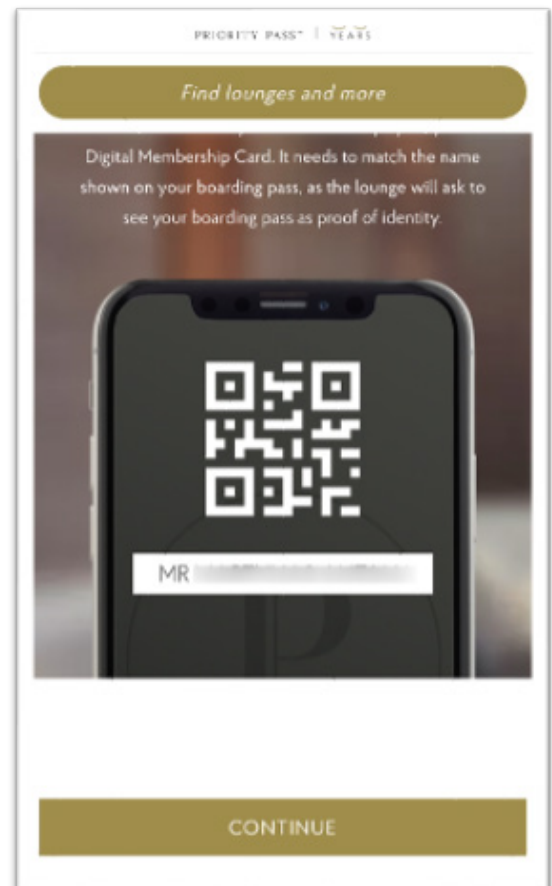 PRIORITY PASS™ | YEARS
Find lounges and more
Digital Membership Card. It needs to match the name
shown on your boarding pass, as the lounge will ask to
see your boarding pass as proof of identity.
MR
CONTINUE